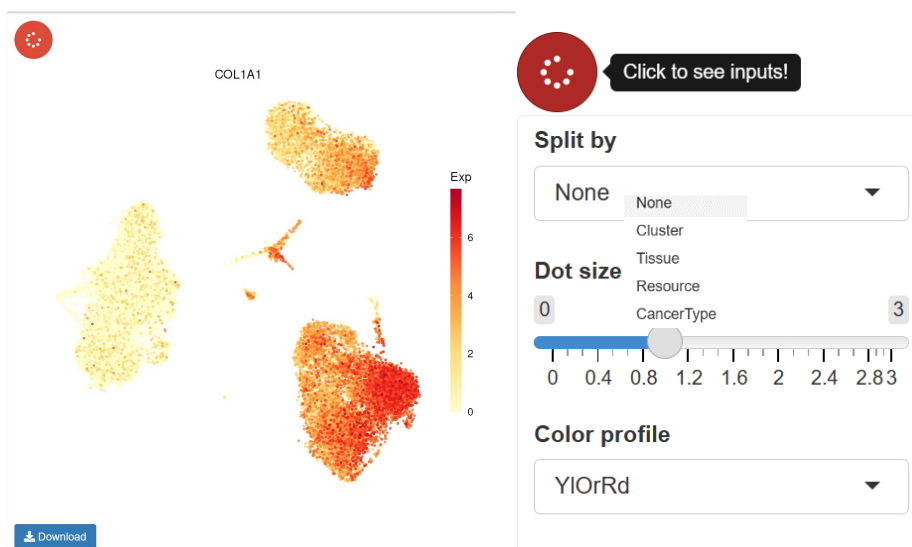 COL1A1
Exp
6
4
2
0
Download
Click to see inputs!
Split by
None
None
Cluster
Tissue
Resource
CancerType
Dot size
0
3
0 0.4 0.8 1.2 1.6 2 2.4 2.8 3
Color profile
YlOrRd